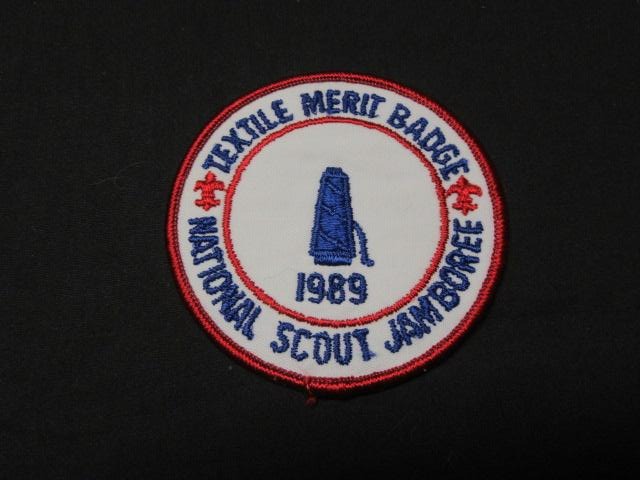 TEXTILE MERIT BADGE
1989
NATIONAL SCOUT JAMBOREE